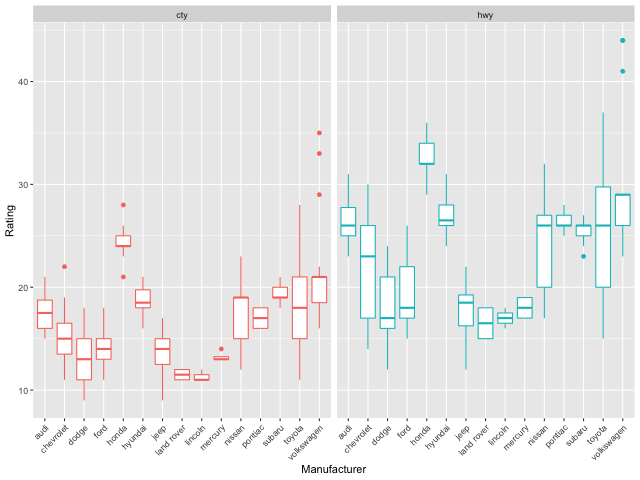 cty
hwy
Rating
40
30
20
10
audi
chevrolet
dodge
ford
honda
hyundai
jeep
land rover
lincoln
mercury
nissan
pontiac
subaru
toyota
volkswagen
audi
chevrolet
dodge
ford
honda
hyundai
jeep
land rover
lincoln
mercury
nissan
pontiac
subaru
toyota
volkswagen
Manufacturer